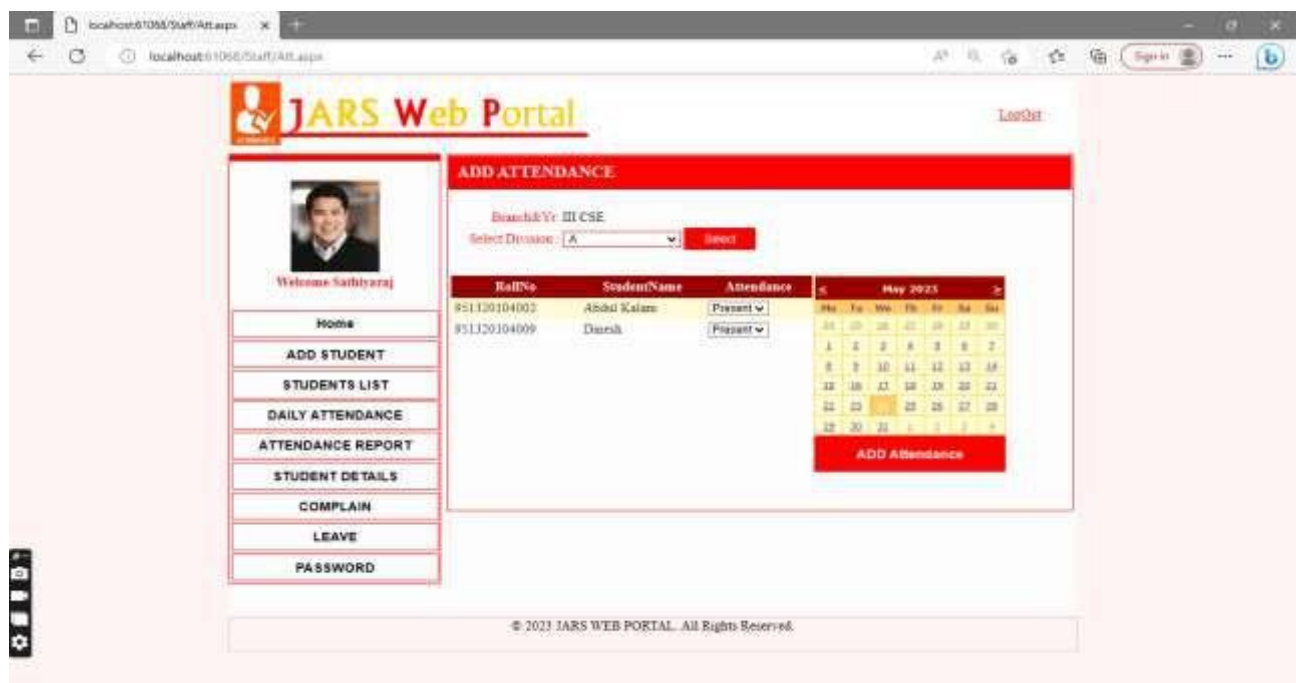 localhost:61068/Staff/Att.aspx
localhost:61068/Staff/Att.aspx
Sign in
JARS Web Portal
LogOut
ADD ATTENDANCE
Branch&Yr III CSE
Select Division : A Select
Welcome Sathiyaraj
RollNo StudentName Attendance
951320104002 Abdul Kalam Present
951320104009 Dinesh Present
< May 2023 >
Mo Tu We Th Fr Sa Su
1 2 3 4 5 6 7
8 9 10 11 12 13 14
15 16 17 18 19 20 21
22 23 25 26 27 28
29 30 31 1 2 3 4
ADD Attendance
Home
ADD STUDENT
STUDENTS LIST
DAILY ATTENDANCE
ATTENDANCE REPORT
STUDENT DETAILS
COMPLAIN
LEAVE
PASSWORD
© 2023 JARS WEB PORTAL. All Rights Reserved.